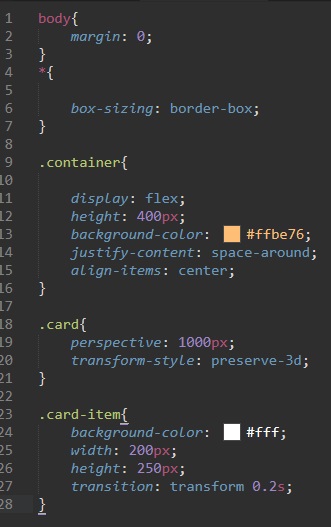 1 body{
2 margin: 0;
3 }
4 *{
5
6 box-sizing: border-box;
7 }
8
9 .container{
10
11 display: flex;
12 height: 400px;
13 background-color: #ffbe76;
14 justify-content: space-around;
15 align-items: center;
16 }
17
18 .card{
19 perspective: 1000px;
20 transform-style: preserve-3d;
21 }
22
23 .card-item{
24 background-color: #fff;
25 width: 200px;
26 height: 250px;
27 transition: transform 0.2s;
28 }